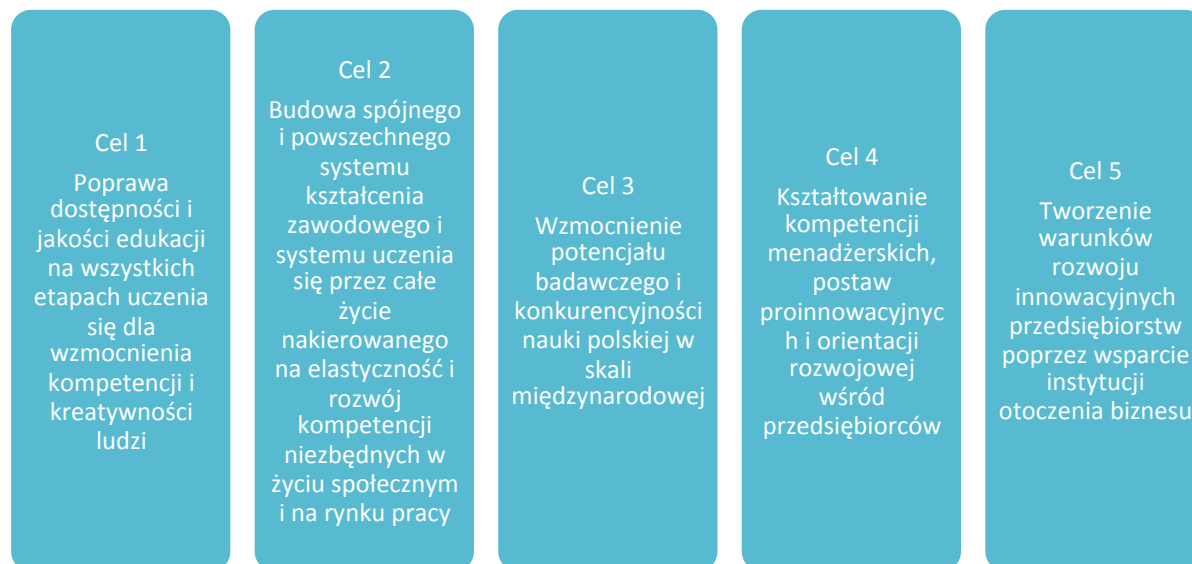 Cel 1
Poprawa
dostępności i
jakości edukacji
na wszystkich
etapach uczenia
się dla
wzmocnienia
kompetencji i
kreatywności
ludzi
Cel 2
Budowa spójnego
i powszechnego
systemu
kształcenia
zawodowego i
systemu uczenia
się przez całe
życie
nakierowanego
na elastyczność i
rozwój
kompetencji
niezbędnych w
życiu społecznym
i na rynku pracy
Cel 3
Wzmocnienie
potencjału
badawczego i
konkurencyjności
nauki polskiej w
skali
międzynarodowej
Cel 4
Kształtowanie
kompetencji
menadżerskich,
postaw
proinnowacyjnyc
h i orientacji
rozwojowej
wśród
przedsiębiorców
Cel 5
Tworzenie
warunków
rozwoju
innowacyjnych
przedsiębiorstw
poprzez wsparcie
instytucji
otoczenia biznesu